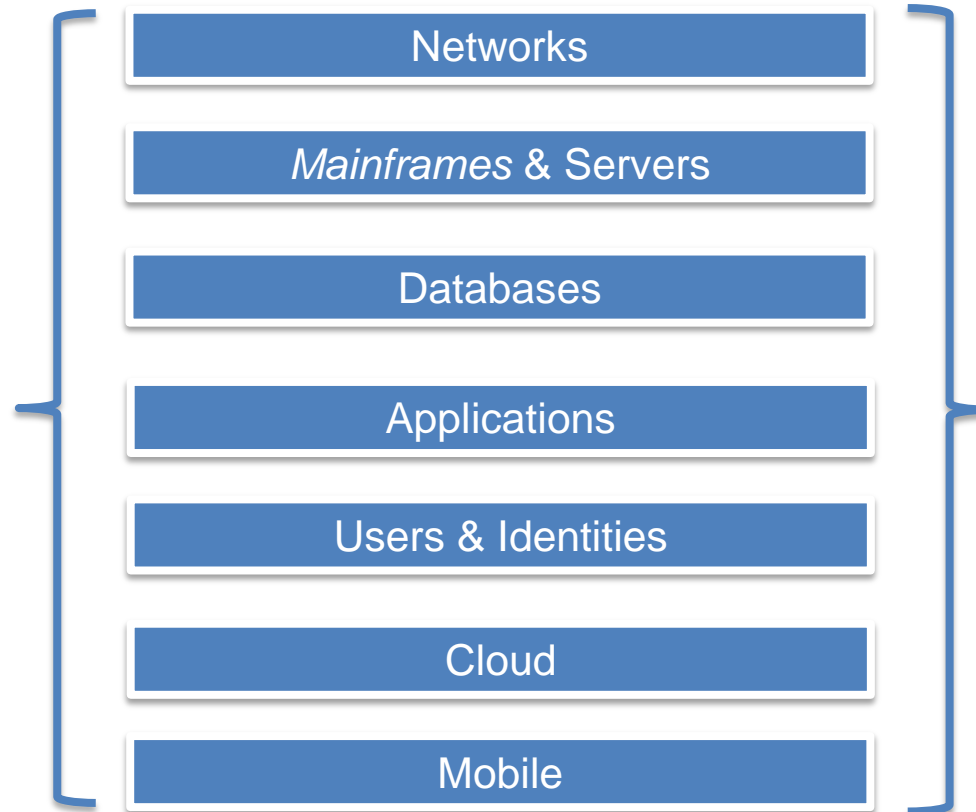 Networks
Mainframes & Servers
Databases
Applications
Users & Identities
Cloud
Mobile